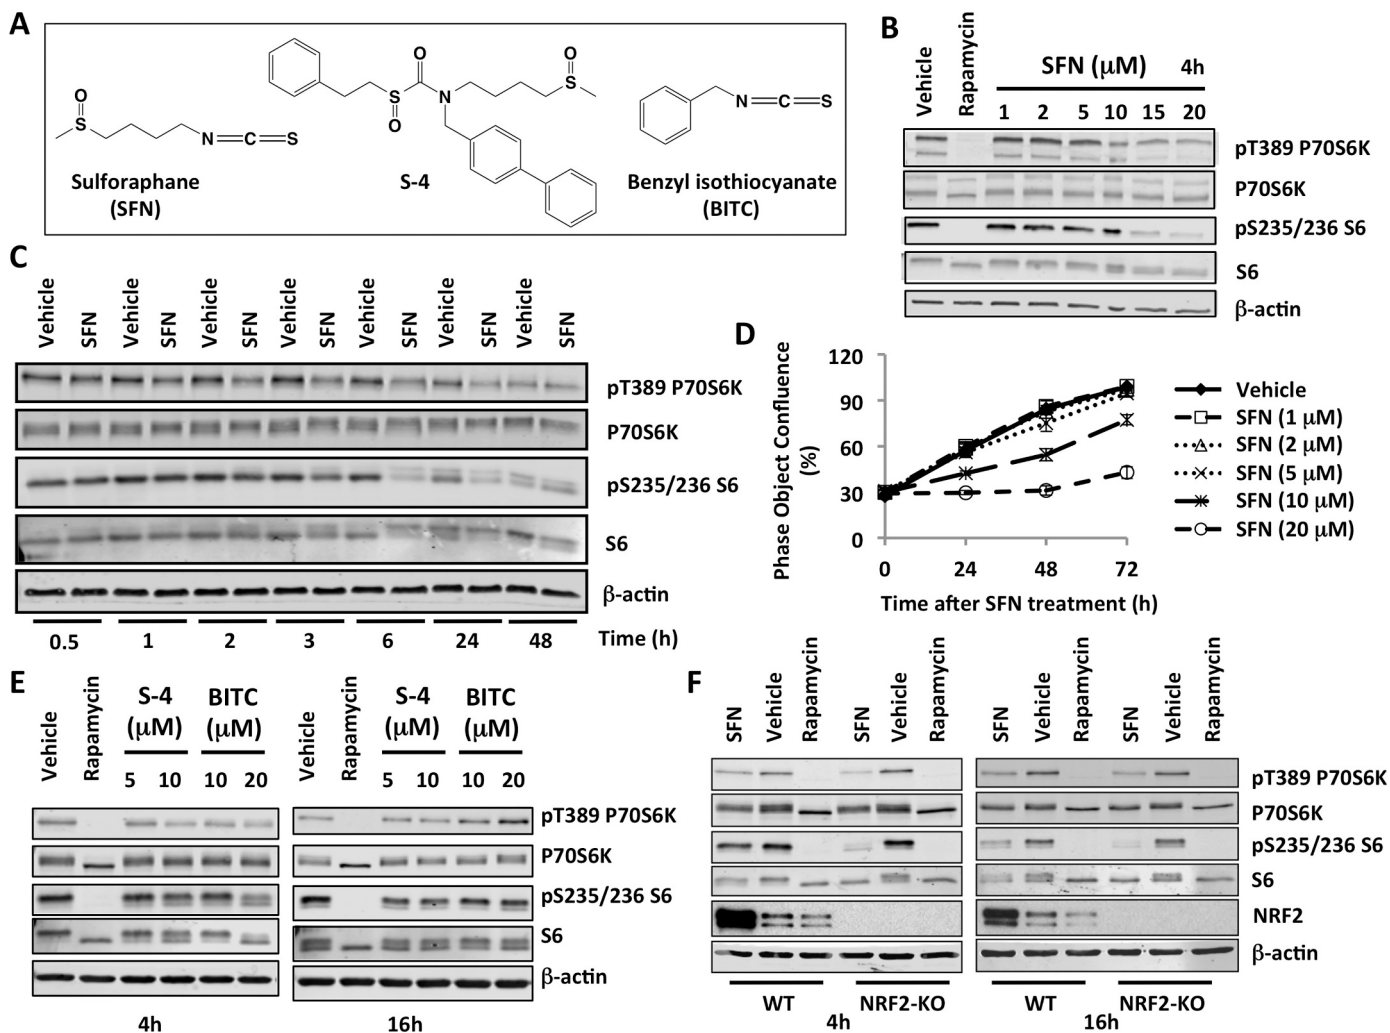 A
O
S
N
C
S
Sulforaphane
(SFN)
O
S
O
N
O
S
S-4
N
C
S
Benzyl isothiocyanate
(BITC)
B
Vehicle
Rapamycin
SFN (μM) 4h
1 2 5 10 15 20
pT389 P70S6K
P70S6K
pS235/236 S6
S6
β-actin
C
Vehicle SFN Vehicle SFN Vehicle SFN Vehicle SFN Vehicle SFN Vehicle SFN Vehicle SFN
pT389 P70S6K
P70S6K
pS235/236 S6
S6
β-actin
0.5 1 2 3 6 24 48 Time (h)
D
Phase Object Confluence
(%)
120
90
60
30
0
0 24 48 72
Time after SFN treatment (h)
Vehicle
SFN (1 μM)
SFN (2 μM)
SFN (5 μM)
SFN (10 μM)
SFN (20 μM)
E
Vehicle
Rapamycin
S-4 BITC
(μM) (μM)
5 10 10 20
Vehicle
Rapamycin
S-4 BITC
(μM) (μM)
5 10 10 20
pT389 P70S6K
P70S6K
pS235/236 S6
S6
β-actin
4h 16h
F
SFN Vehicle Rapamycin SFN Vehicle Rapamycin SFN Vehicle Rapamycin SFN Vehicle Rapamycin
pT389 P70S6K
P70S6K
pS235/236 S6
S6
NRF2
β-actin
WT NRF2-KO WT NRF2-KO
4h 16h